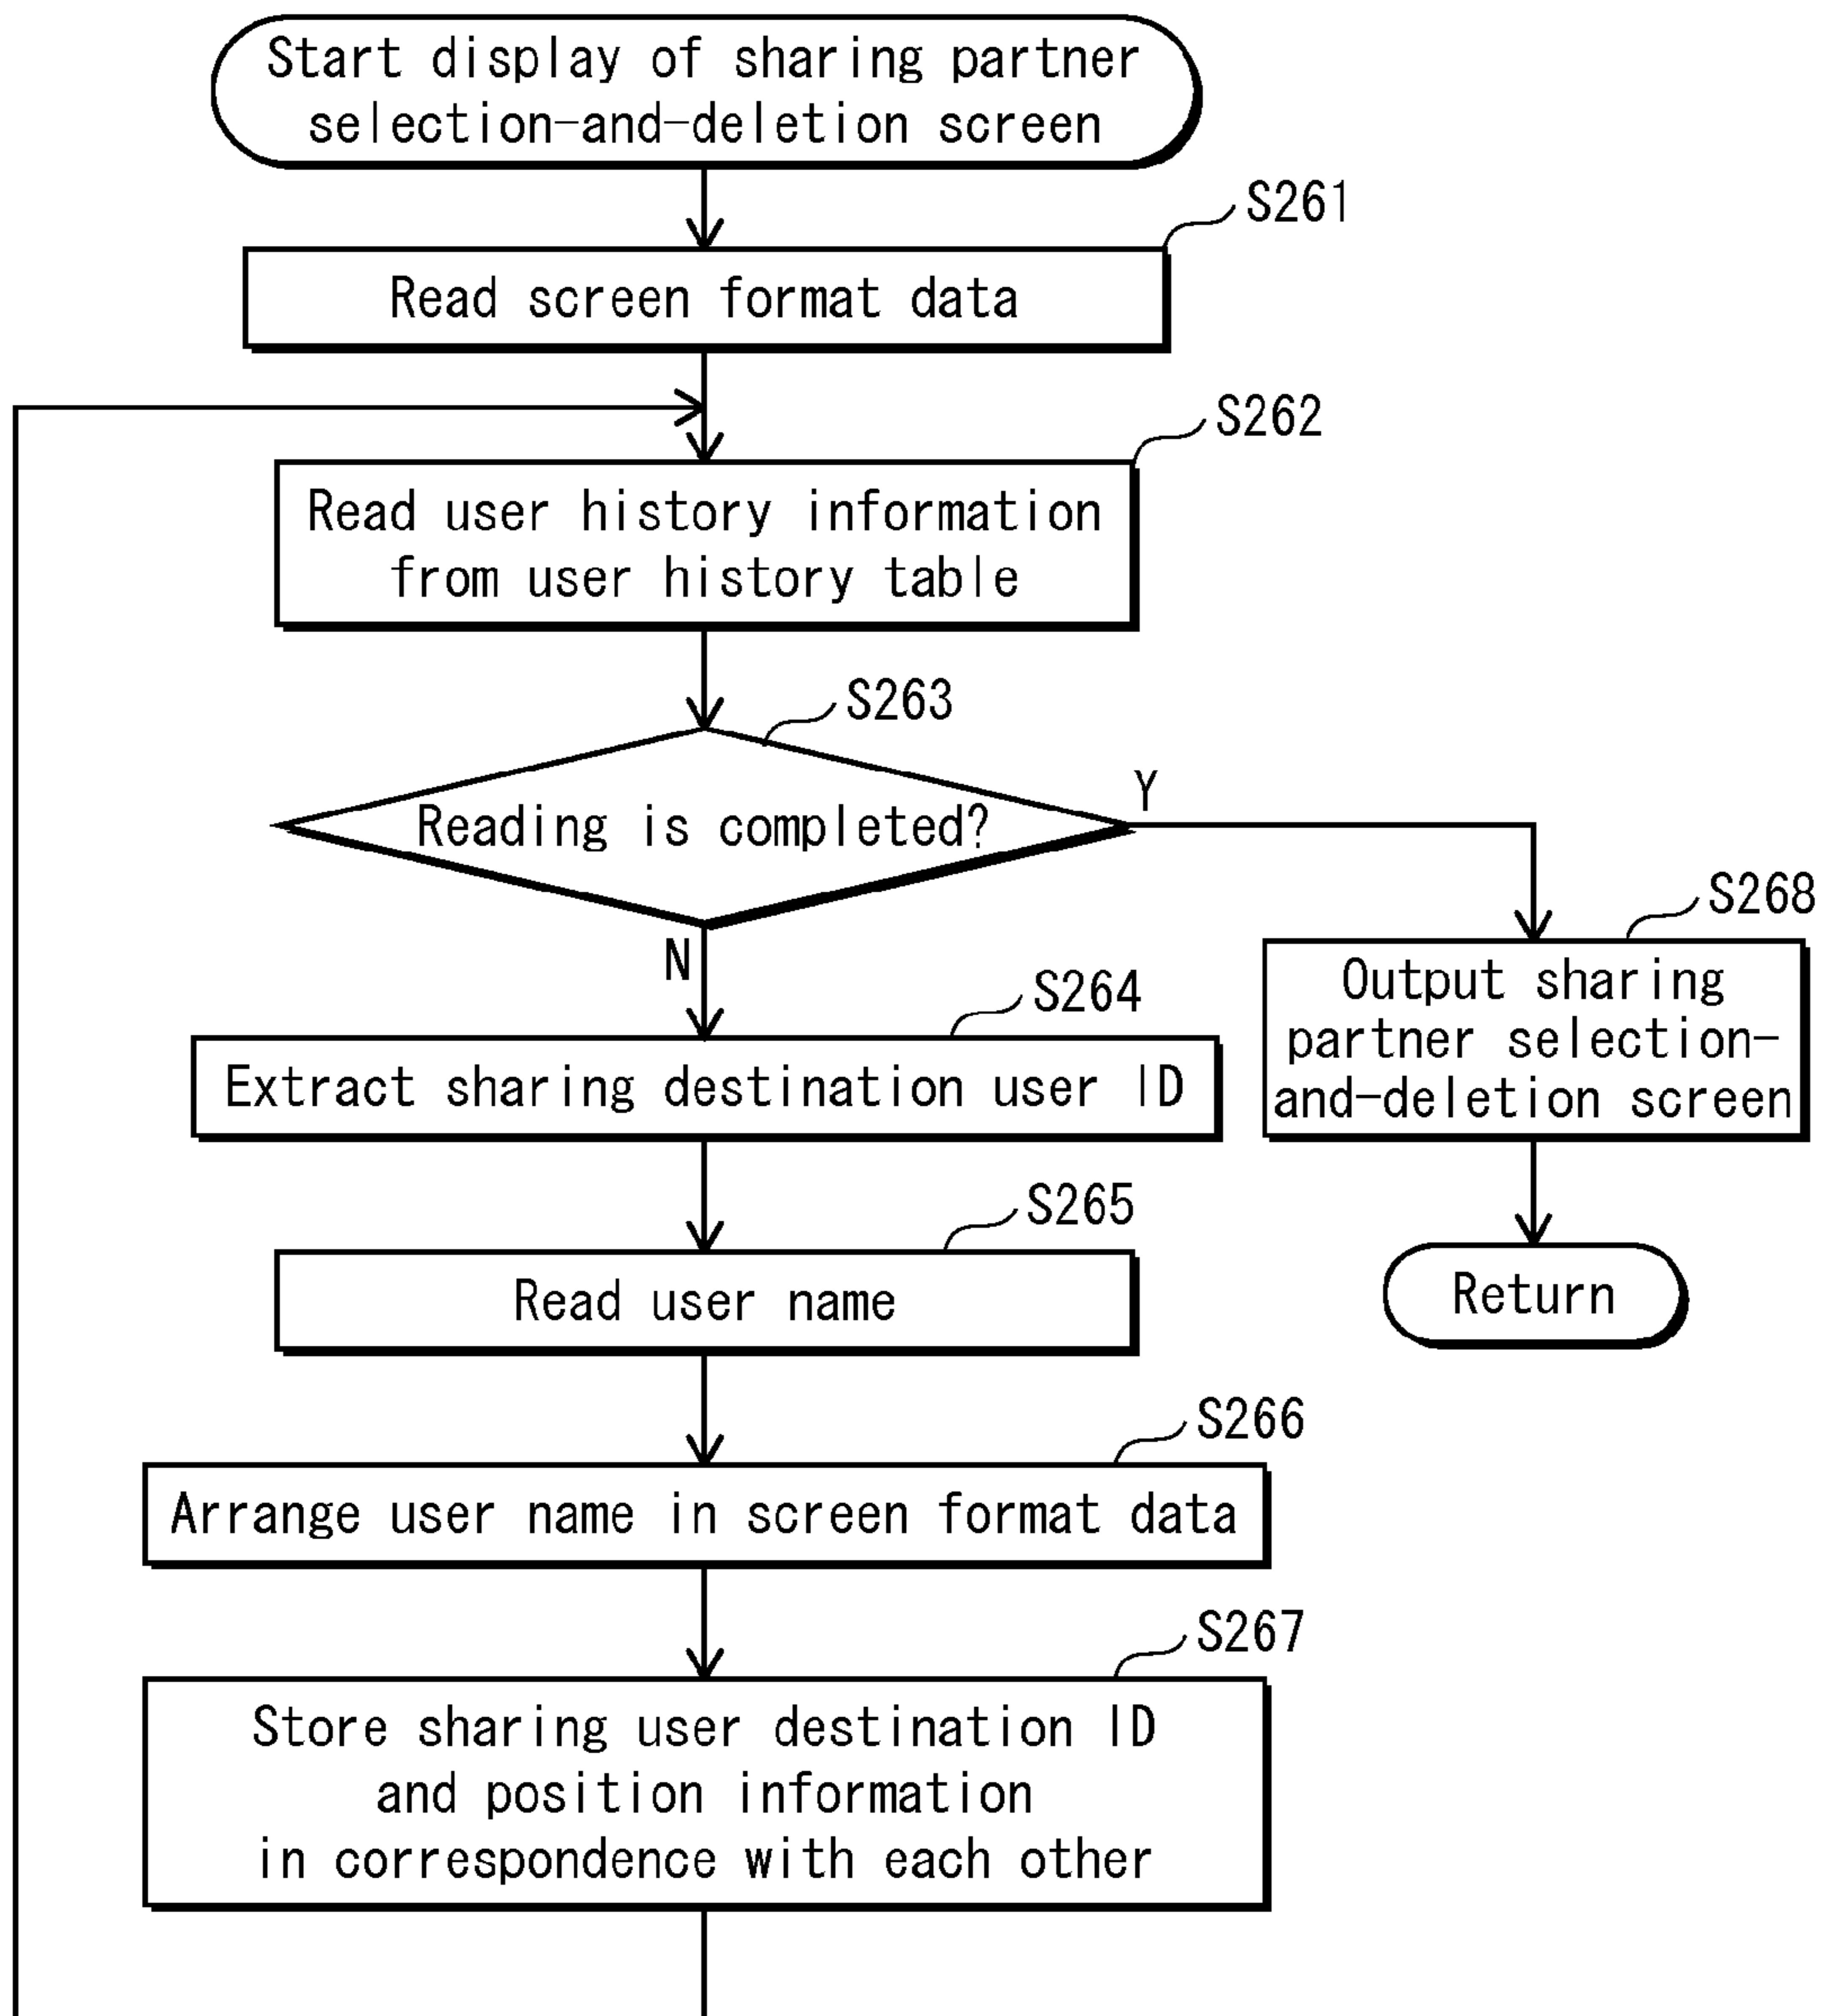 Start display of sharing partner
selection-and-deletion screen
S261
Read screen format data
S262
Read user history information
from user history table
S263
Reading is completed?
Y
N
S268
Output sharing
partner selection-
and-deletion screen
S264
Extract sharing destination user ID
S265
Read user name
Return
S266
Arrange user name in screen format data
S267
Store sharing user destination ID
and position information
in correspondence with each other